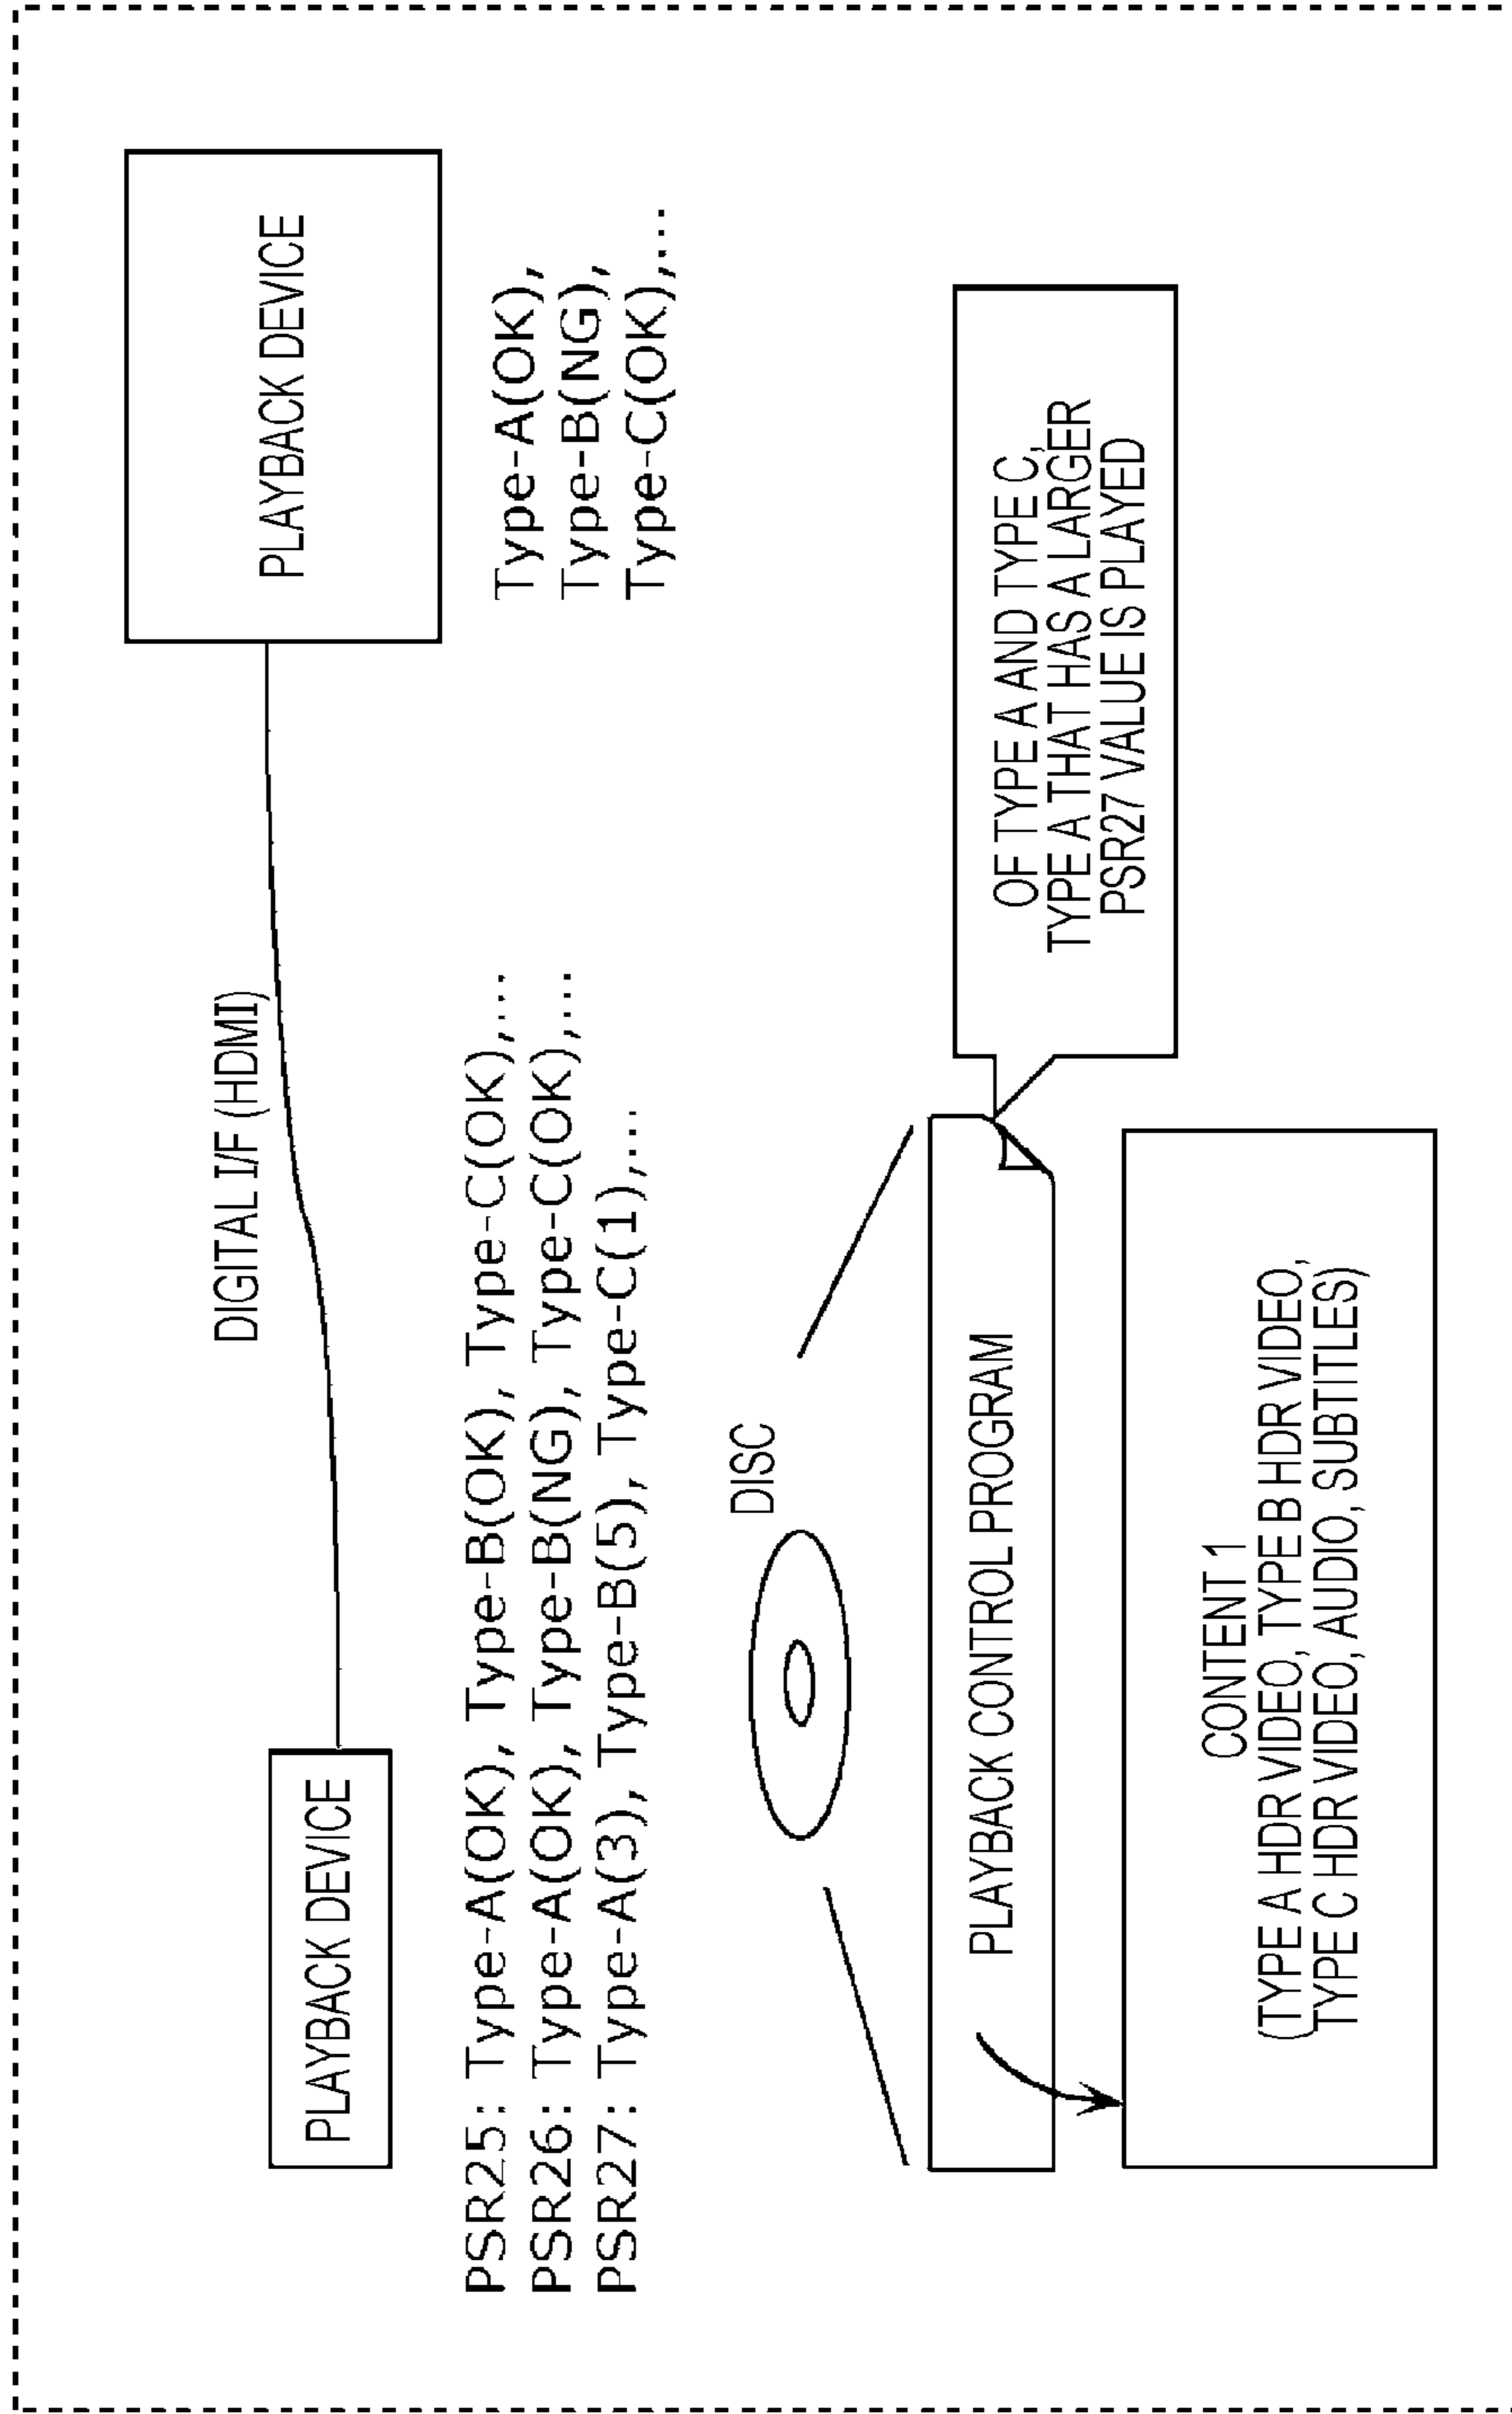 DIGITAL I/F (HDMI)
PLAYBACK DEVICE
PLAYBACK DEVICE
PSR25: Type-A(OK), Type-B(OK), Type-C(OK),...
PSR26: Type-A(OK), Type-B(NG), Type-C(OK),...
PSR27: Type-A(3), Type-B(5), Type-C(1),...
Type-A(OK),
Type-B(NG),
Type-C(OK),...
DISC
PLAYBACK CONTROL PROGRAM
OF TYPE A AND TYPE C,
TYPE A THAT HAS A LARGER
PSR27 VALUE IS PLAYED
CONTENT 1
(TYPE A HDR VIDEO, TYPE B HDR VIDEO,
TYPE C HDR VIDEO, AUDIO, SUBTITLES)